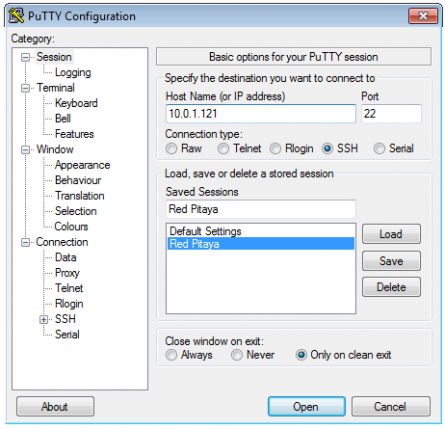 PuTTY Configuration
Category:
Session
Logging
Terminal
Keyboard
Bell
Features
Window
Appearance
Behaviour
Translation
Selection
Colours
Connection
Data
Proxy
Telnet
Rlogin
SSH
Serial
Basic options for your PuTTY session
Specify the destination you want to connect to
Host Name (or IP address) Port
10.0.1.121 22
Connection type:
Raw Telnet Rlogin SSH Serial
Load, save or delete a stored session
Saved Sessions
Red Pitaya
Default Settings
Red Pitaya
Load
Save
Delete
Close window on exit:
Always Never Only on clean exit
About Open Cancel